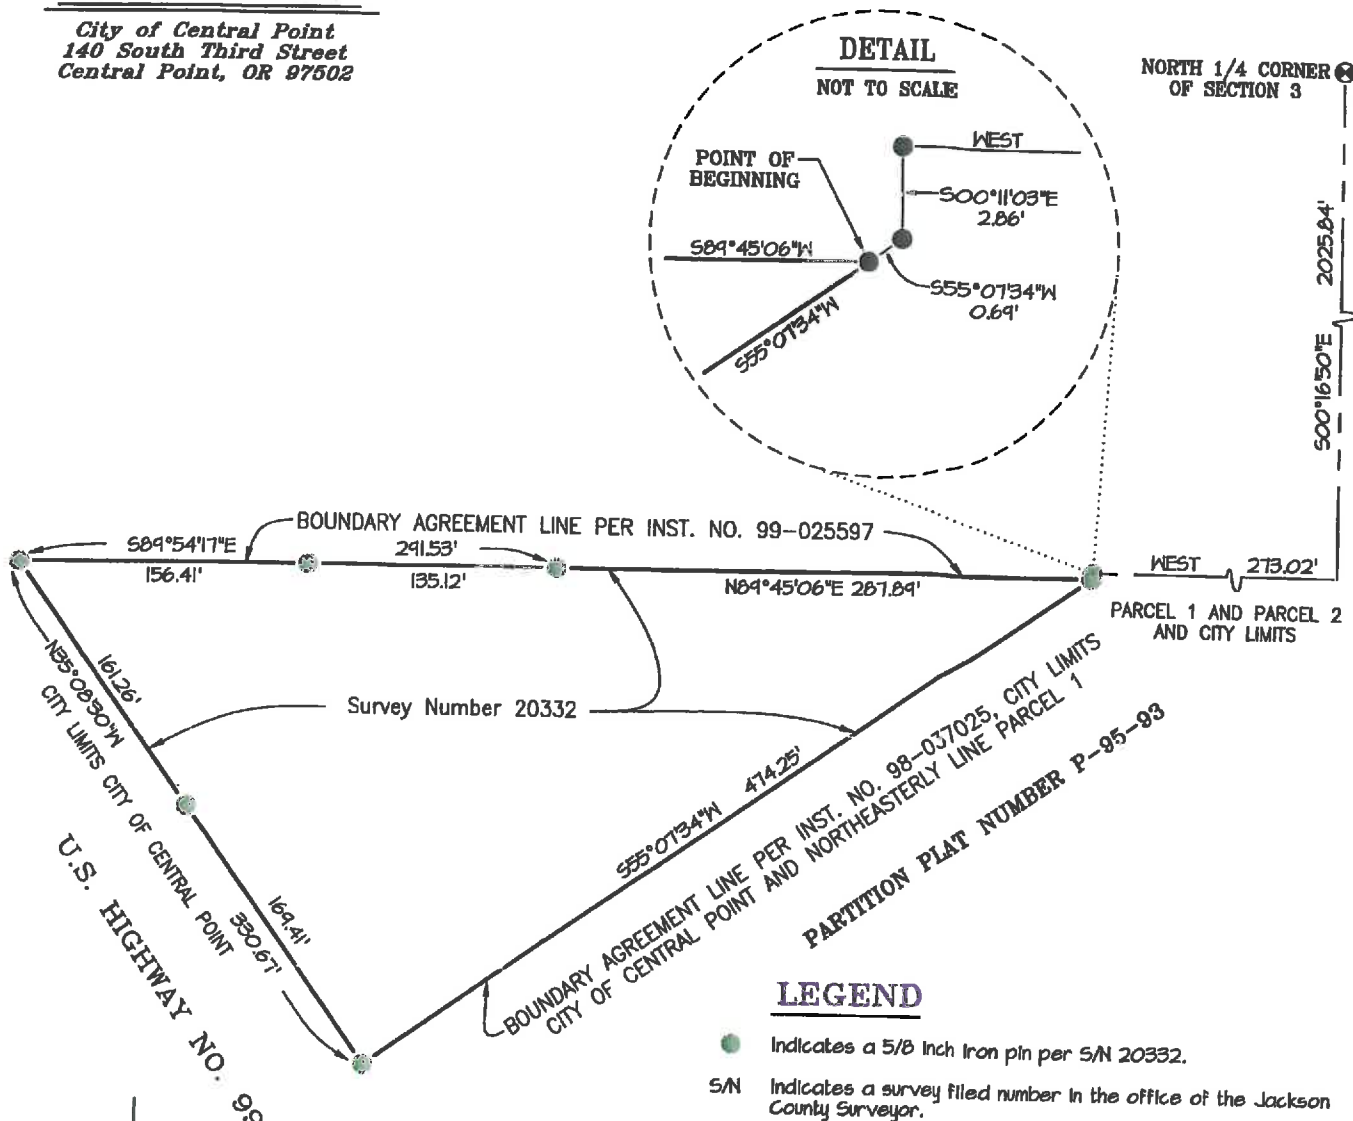 City of Central Point
140 South Third Street
Central Point, OR 97502
DETAIL
NOT TO SCALE
NORTH 1/4 CORNER
OF SECTION 3
WEST
POINT OF
BEGINNING
S00°11'03"E
2.86'
S89°45'06"W
S55°07'34"W
0.69'
S55°07'34"W
2025.84'
S00°16'50"E
BOUNDARY AGREEMENT LINE PER INST. NO. 99-025597
S89°54'17"E
291.53'
156.41'
135.12'
N89°45'06"E 287.89'
WEST 273.02'
PARCEL 1 AND PARCEL 2
AND CITY LIMITS
161.26'
N35°08'30"W
CITY LIMITS CITY OF CENTRAL POINT
Survey Number 20332
169.41'
330.67'
U.S. HIGHWAY NO. 99
S55°07'34"W 474.25'
BOUNDARY AGREEMENT LINE PER INST. NO. 98-037025, CITY LIMITS
CITY OF CENTRAL POINT AND NORTHEASTERLY LINE PARCEL 1
PARTITION PLAT NUMBER P-95-93
LEGEND
Indicates a 5/8 inch iron pin per S/N 20332.
S/N Indicates a survey filed number in the office of the Jackson
County Surveyor.